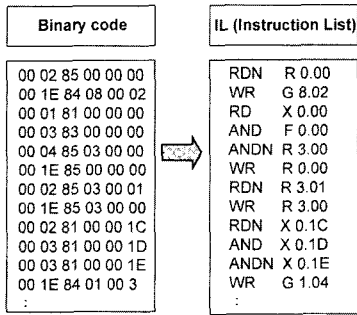 Binary code
00 02 85 00 00 00
00 1E 84 08 00 02
00 01 81 00 00 00
00 03 83 00 00 00
00 04 85 03 00 00
00 1E 85 00 00 00
00 02 85 03 00 01
00 1E 85 03 00 00
00 02 81 00 00 1C
00 03 81 00 00 1D
00 03 81 00 00 1E
00 1E 84 01 00 3
:
IL (Instruction List)
RDN R 0.00
WR G 8.02
RD X 0.00
AND F 0.00
ANDN R 3.00
WR R 0.00
RDN R 3.01
WR R 3.00
RDN X 0.1C
AND X 0.1D
ANDN X 0.1E
WR G 1.04
: